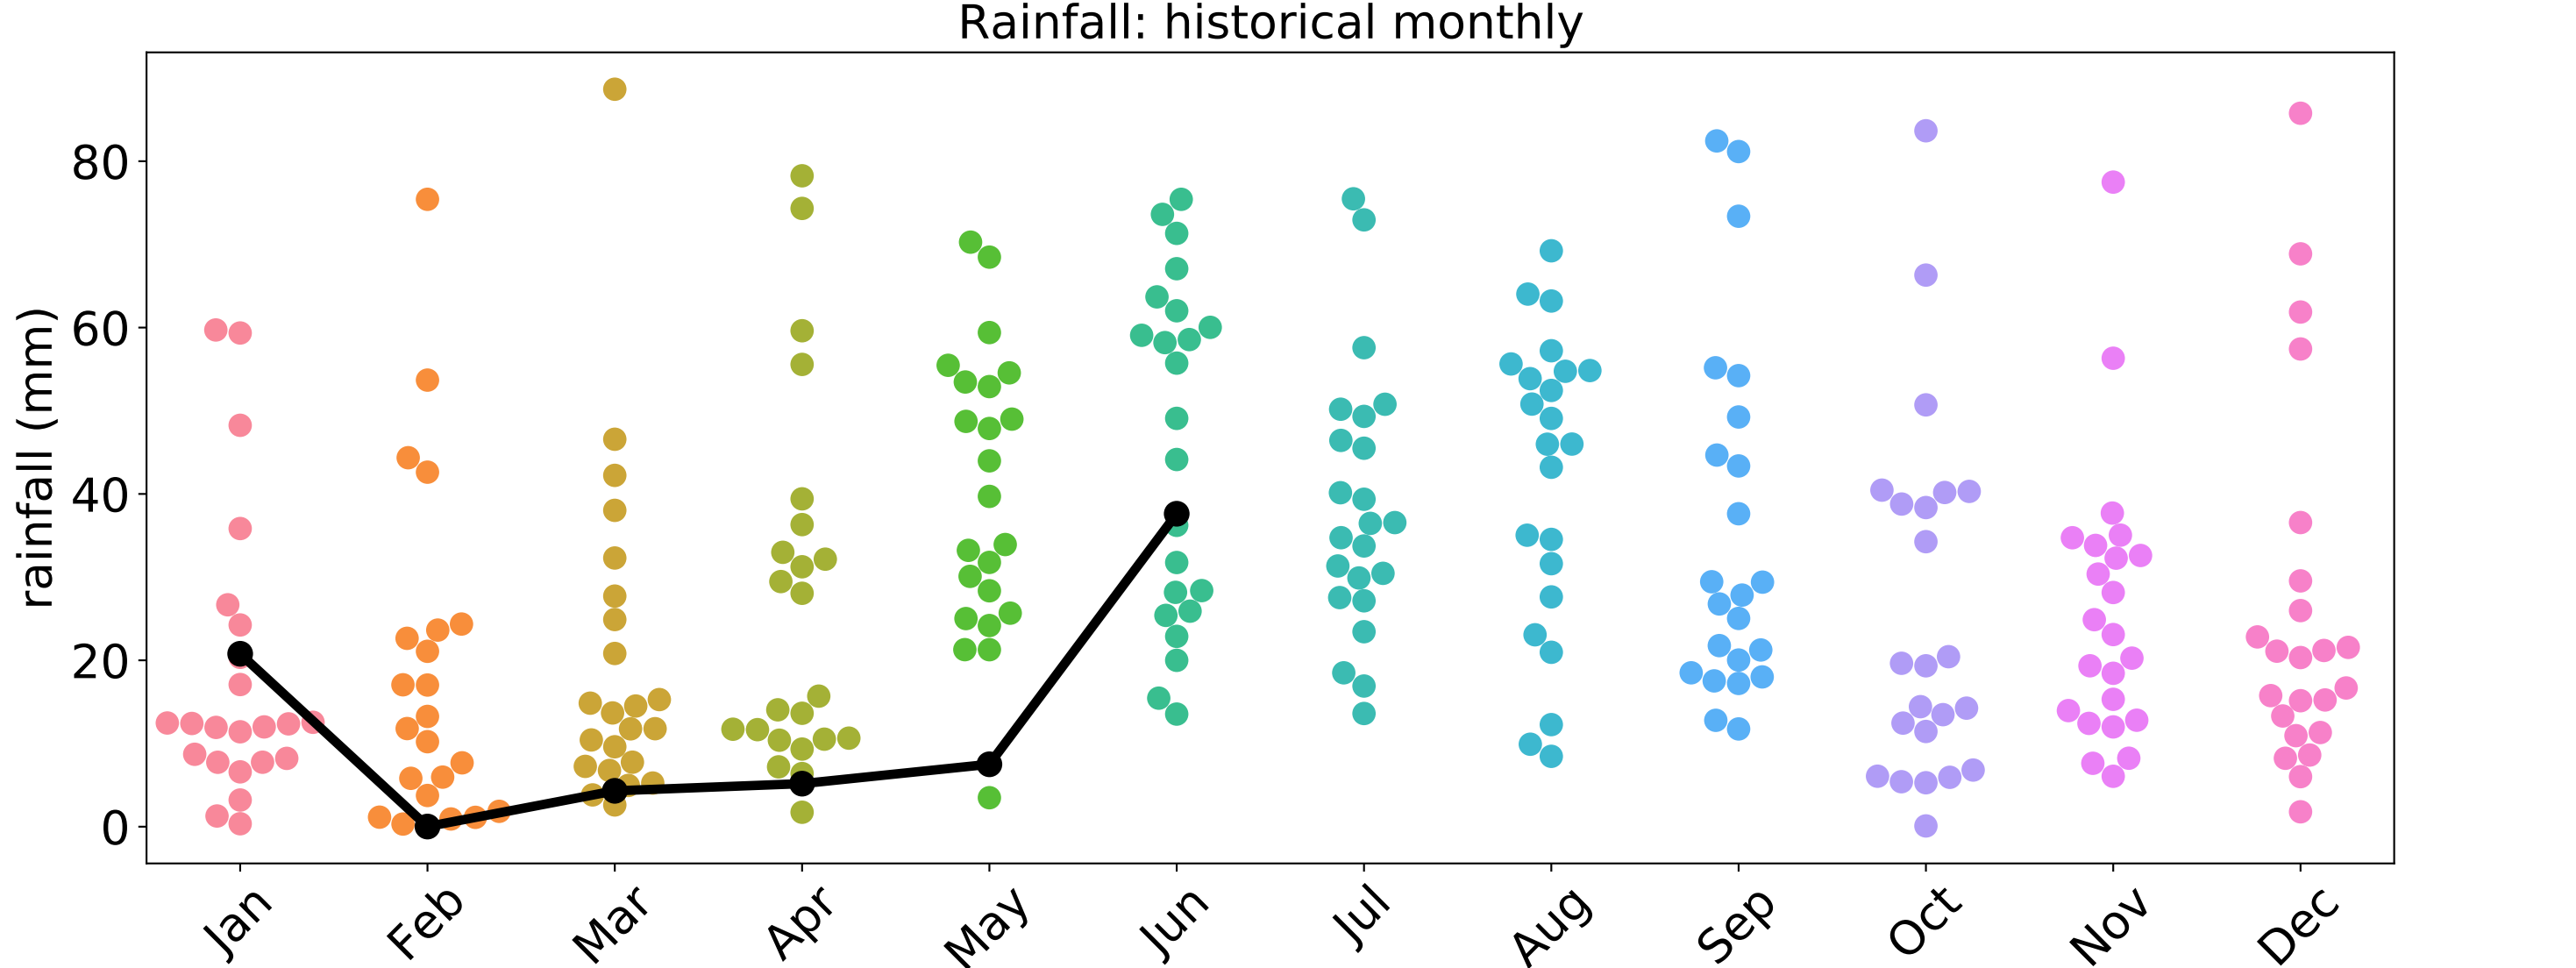 Rainfall: historical monthly
rainfall (mm)
80
60
40
20
0
Jan Feb Mar Apr May Jun Jul Aug Sep Oct Nov Dec